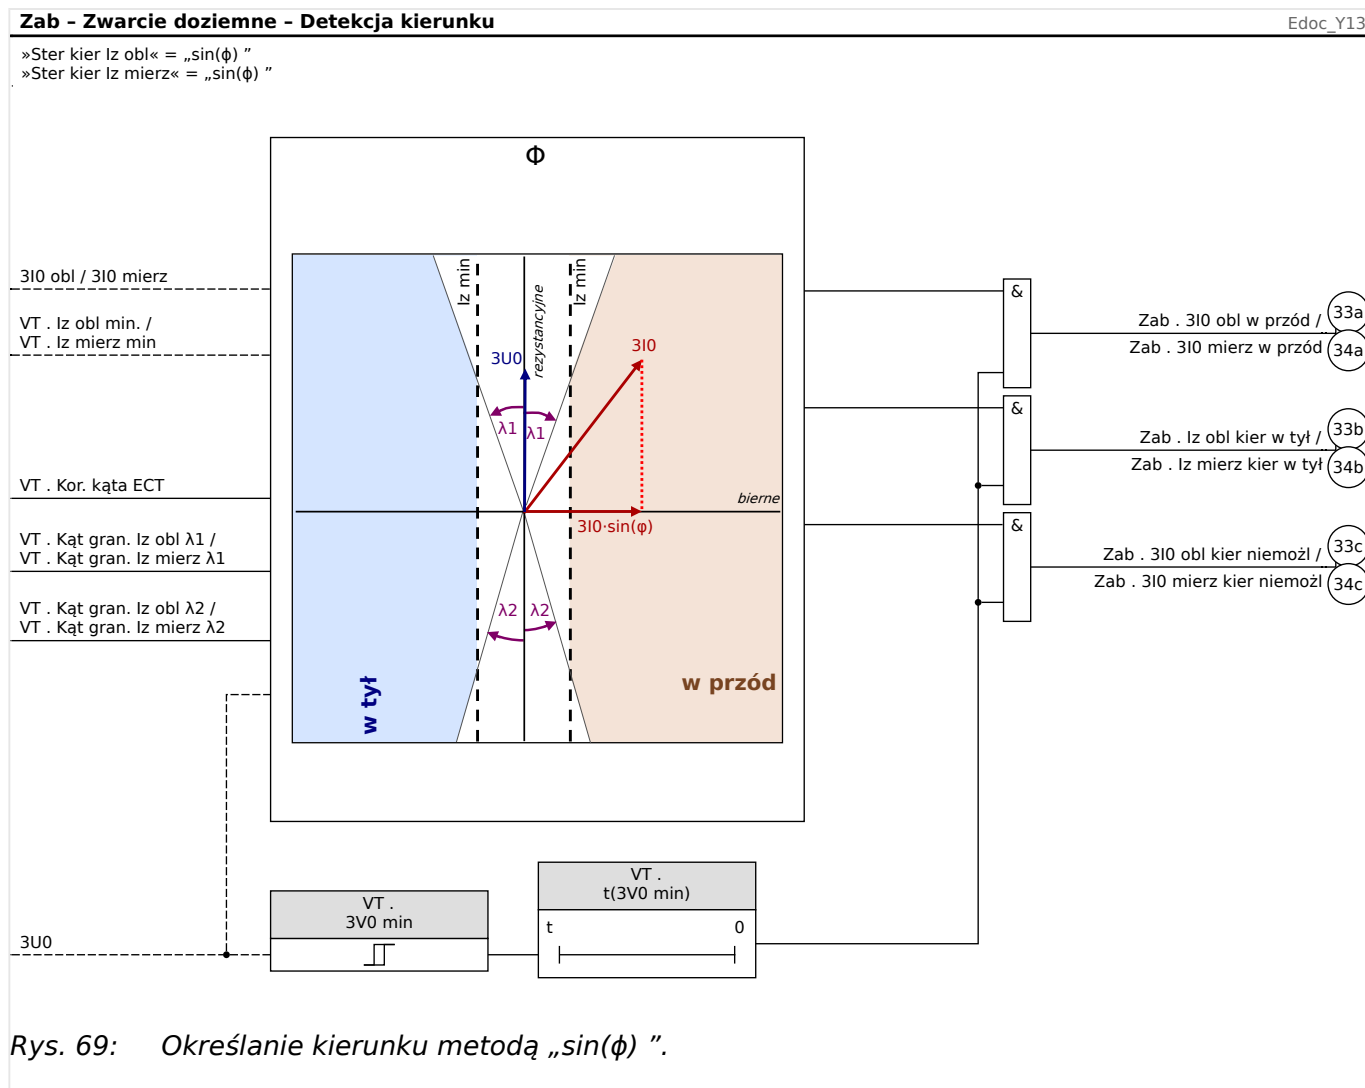 Zab – Zwarcie doziemne – Detekcja kierunku
Edoc_Y13
»Ster kier Iz obl« = „sin(ϕ) ”
»Ster kier Iz mierz« = „sin(ϕ) ”
Φ
3I0 obl / 3I0 mierz
VT . Iz obl min. /
VT . Iz mierz min
VT . Kor. kąta ECT
VT . Kąt gran. Iz obl λ1 /
VT . Kąt gran. Iz mierz λ1
VT . Kąt gran. Iz obl λ2 /
VT . Kąt gran. Iz mierz λ2
3U0
Iz min
Iz min
rezystancyjne
3U0
3I0
λ1
λ1
bierne
3I0·sin(φ)
λ2
λ2
w tył
w przód
&
Zab . 3I0 obl w przód /
33a
Zab . 3I0 mierz w przód
34a
&
Zab . Iz obl kier w tył /
33b
Zab . Iz mierz kier w tył
34b
&
Zab . 3I0 obl kier niemożl /
33c
Zab . 3I0 mierz kier niemożl
34c
VT .
3V0 min
VT .
t(3V0 min)
t
0
Rys. 69: Określanie kierunku metodą „sin(ϕ) ”.